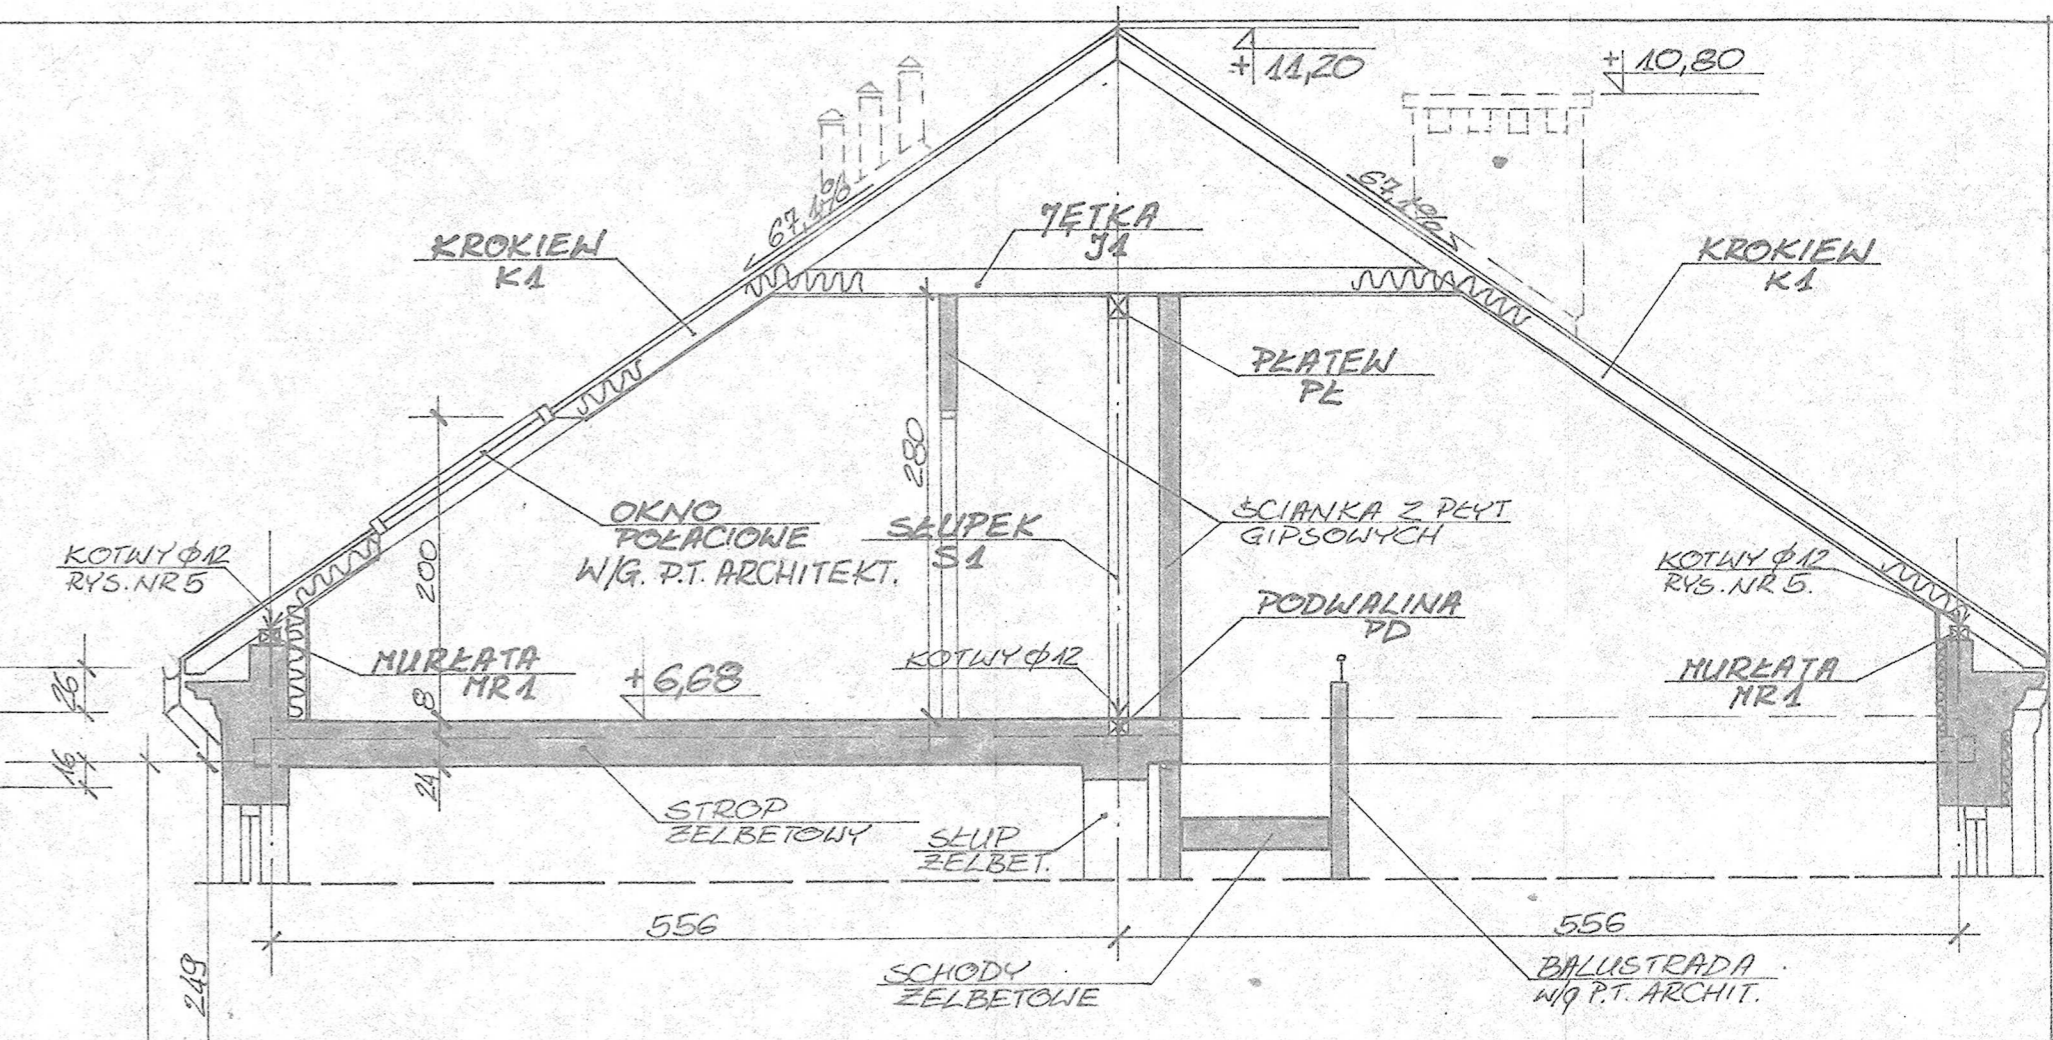 +11,20
+10,80
67,1%
67,1%
JĘTKA
J1
KROKIEW
K1
KROKIEW
K1
PŁATEW
PŁ
280
OKNO
POŁACIOWE
W/G. P.T. ARCHITEKT.
SŁUPEK
S1
ŚCIANKA Z PŁYT
GIPSOWYCH
KOTWY ϕ12
RYS. NR 5
200
KOTWY ϕ12
RYS. NR 5.
PODWALINA
PD
MURŁATA
MR1
+6,68
KOTWY ϕ12
MURŁATA
MR1
26
8
16
24
STROP
ŻELBETOWY
SŁUP
ŻELBET.
556
556
249
SCHODY
ŻELBETOWE
BALUSTRADA
w/g P.T. ARCHIT.